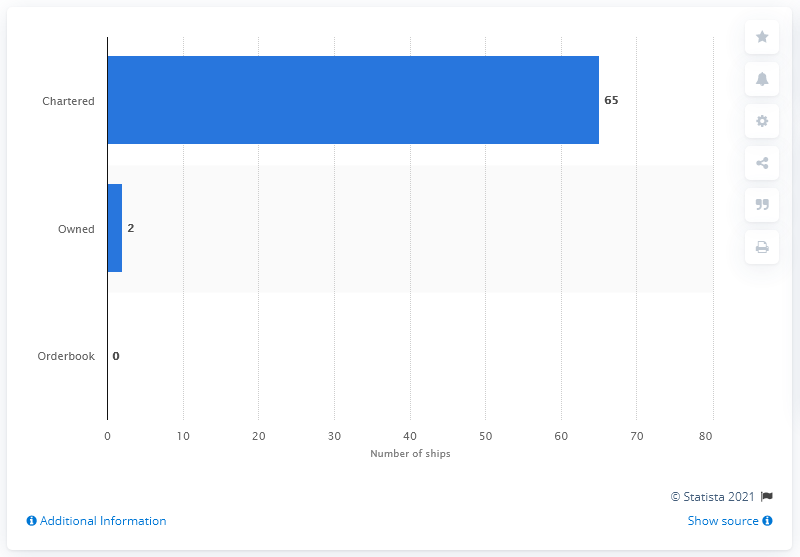 Chartered
65
Owned
2
Orderbook
0
0 10 20 30 40 50 60 70 80
Number of ships
© Statista 2021
Additional Information
Show source